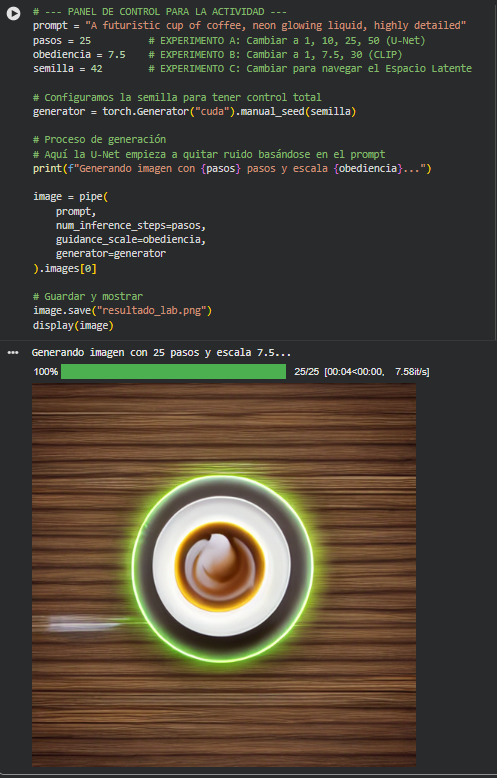 # --- PANEL DE CONTROL PARA LA ACTIVIDAD ---
prompt = "A futuristic cup of coffee, neon glowing liquid, highly detailed"
pasos = 25         # EXPERIMENTO A: Cambiar a 1, 10, 25, 50 (U-Net)
obediencia = 7.5   # EXPERIMENTO B: Cambiar a 1, 7.5, 30 (CLIP)
semilla = 42       # EXPERIMENTO C: Cambiar para navegar el Espacio Latente
# Configuramos la semilla para tener control total
generator = torch.Generator("cuda").manual_seed(semilla)
# Proceso de generación
# Aquí la U-Net empieza a quitar ruido basándose en el prompt
print(f"Generando imagen con {pasos} pasos y escala {obediencia}...")
image = pipe(
    prompt,
    num_inference_steps=pasos,
    guidance_scale=obediencia,
    generator=generator
).images[0]
# Guardar y mostrar
image.save("resultado_lab.png")
display(image)
Generando imagen con 25 pasos y escala 7.5...
100% 25/25 [00:04<00:00, 7.58it/s]